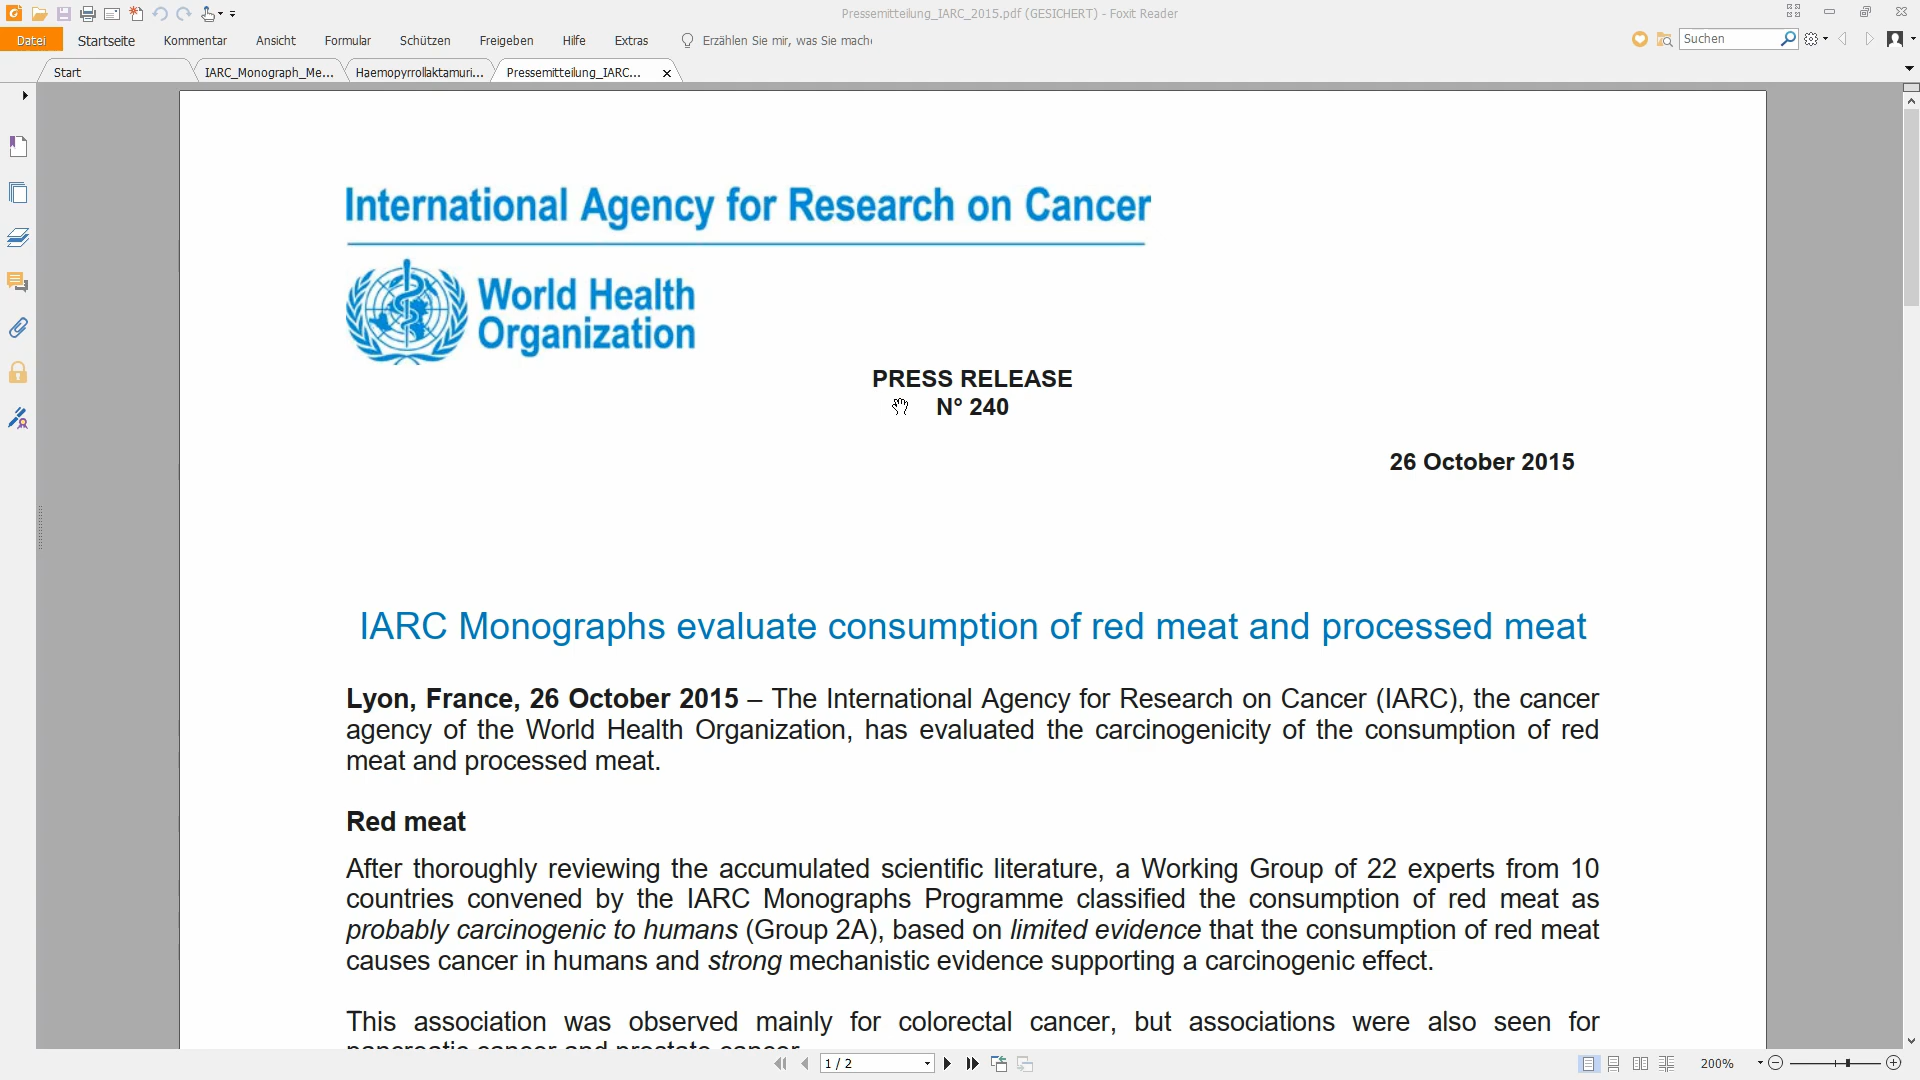 Pressemitteilung_IARC_2015.pdf (GESICHERT) - Foxit Reader
Datei Startseite Kommentar Ansicht Formular Schützen Freigeben Hilfe Extras Erzählen Sie mir, was Sie mach Suchen
Start IARC_Monograph_Me... Haemopyrrollaktamuri... Pressemitteilung_IARC...
International Agency for Research on Cancer
World Health
Organization
PRESS RELEASE
N° 240
26 October 2015
IARC Monographs evaluate consumption of red meat and processed meat
Lyon, France, 26 October 2015 – The International Agency for Research on Cancer (IARC), the cancer
agency of the World Health Organization, has evaluated the carcinogenicity of the consumption of red
meat and processed meat.
Red meat
After thoroughly reviewing the accumulated scientific literature, a Working Group of 22 experts from 10
countries convened by the IARC Monographs Programme classified the consumption of red meat as
probably carcinogenic to humans (Group 2A), based on limited evidence that the consumption of red meat
causes cancer in humans and strong mechanistic evidence supporting a carcinogenic effect.
This association was observed mainly for colorectal cancer, but associations were also seen for
pancreatic cancer and prostate cancer.
1 / 2 200%